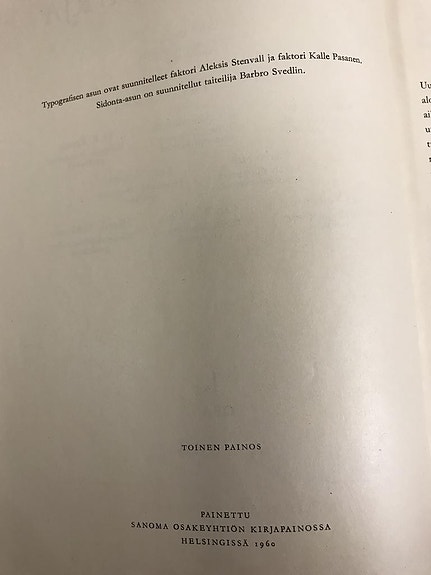 Typografisen asun ovat suunnitelleet faktori Aleksis Stenvall ja faktori Kalle Pasanen.
Sidonta-asun on suunnitellut taiteilija Barbro Svedlin.
TOINEN PAINOS
PAINETTU
SANOMA OSAKEYHTIÖN KIRJAPAINOSSA
HELSINGISSÄ 1960